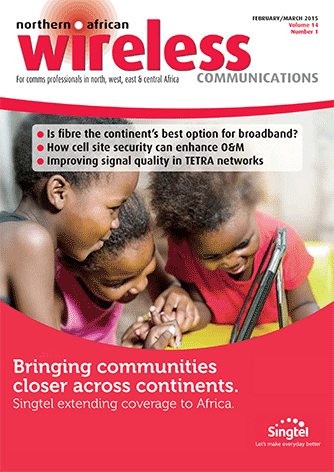 northern african
FEBRUARY/MARCH 2015
Volume 14
Number 1
wireless
COMMUNICATIONS
For comms professionals in north, west, east & central Africa
• Is fibre the continent's best option for broadband?
• How cell site security can enhance O&M
• Improving signal quality in TETRA networks
Bringing communities
closer across continents.
Singtel extending coverage to Africa.
Singtel
Let's make everyday better